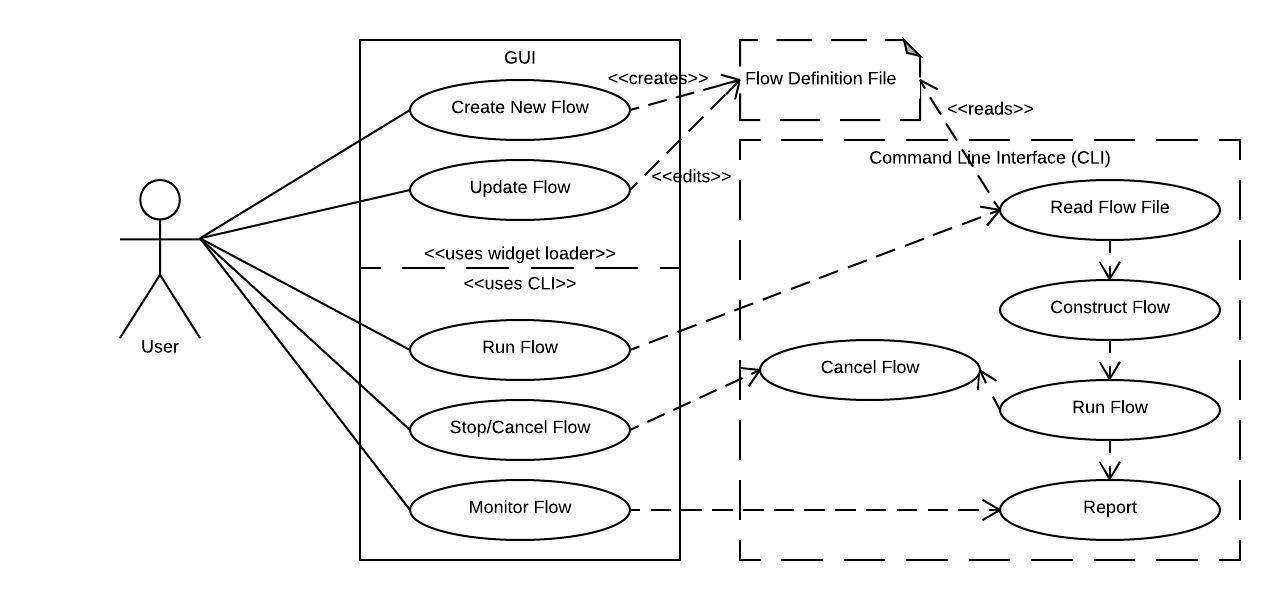 GUI
<<creates>>
Flow Definition File
Create New Flow
<<reads>>
Command Line Interface (CLI)
<<edits>>
Update Flow
Read Flow File
<<uses widget loader>>
<<uses CLI>>
Construct Flow
User
Run Flow
Cancel Flow
Run Flow
Stop/Cancel Flow
Monitor Flow
Report